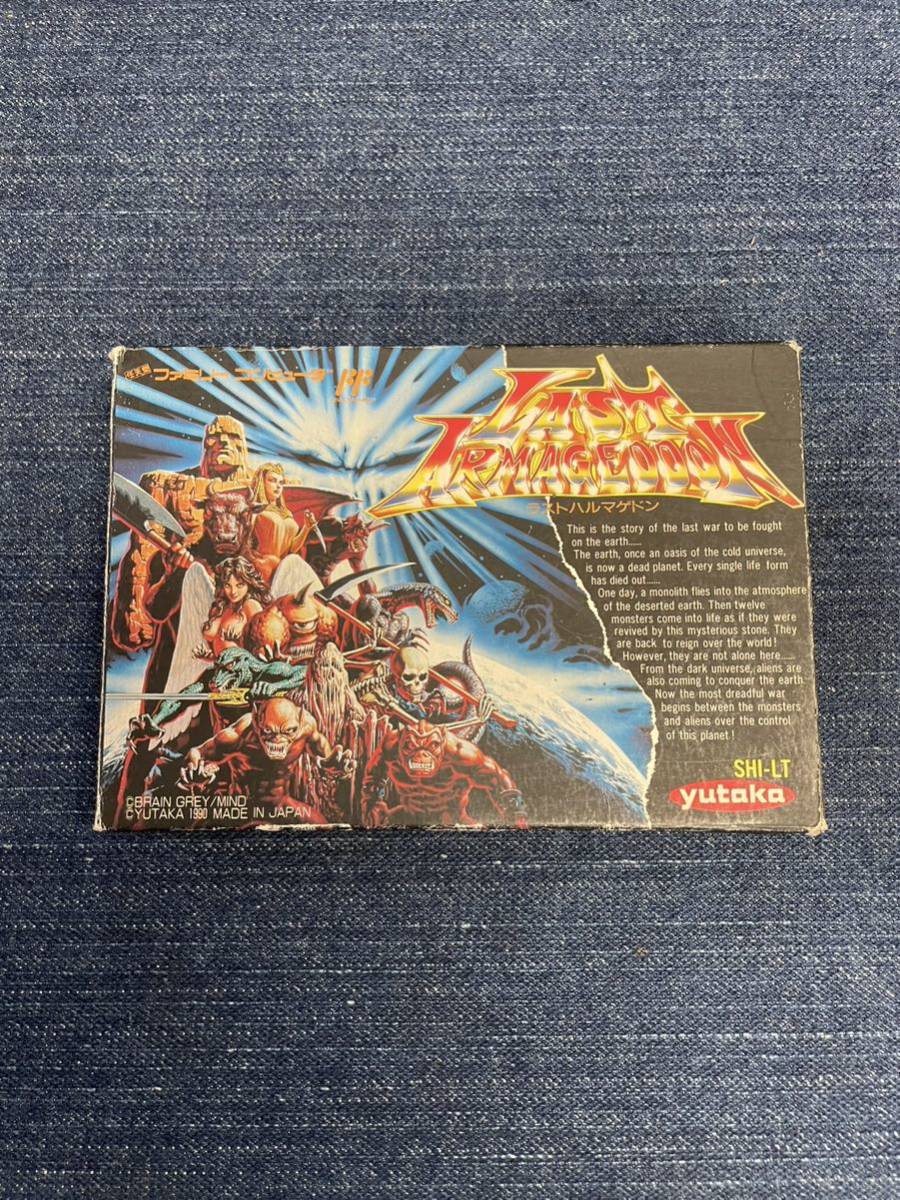 ファミリー コンピュータ
LAST
ARMAGEDDON
ラストハルマゲドン
This is the story of the last war to be fought
on the earth......
The earth, once an oasis of the cold universe,
is now a dead planet. Every single life form
has died out......
One day, a monolith flies into the atmosphere
of the deserted earth. Then twelve
monsters come into life as if they were
revived by this mysterious stone. They
are back to reign over the world !
However, they are not alone here......
From the dark universe, aliens are
also coming to conquer the earth.
Now the most dreadful war
begins between the monsters
and aliens over the control
of this planet !
SHI-LT
yutaka
©BRAIN GREY/MIND
©YUTAKA 1990 MADE IN JAPAN